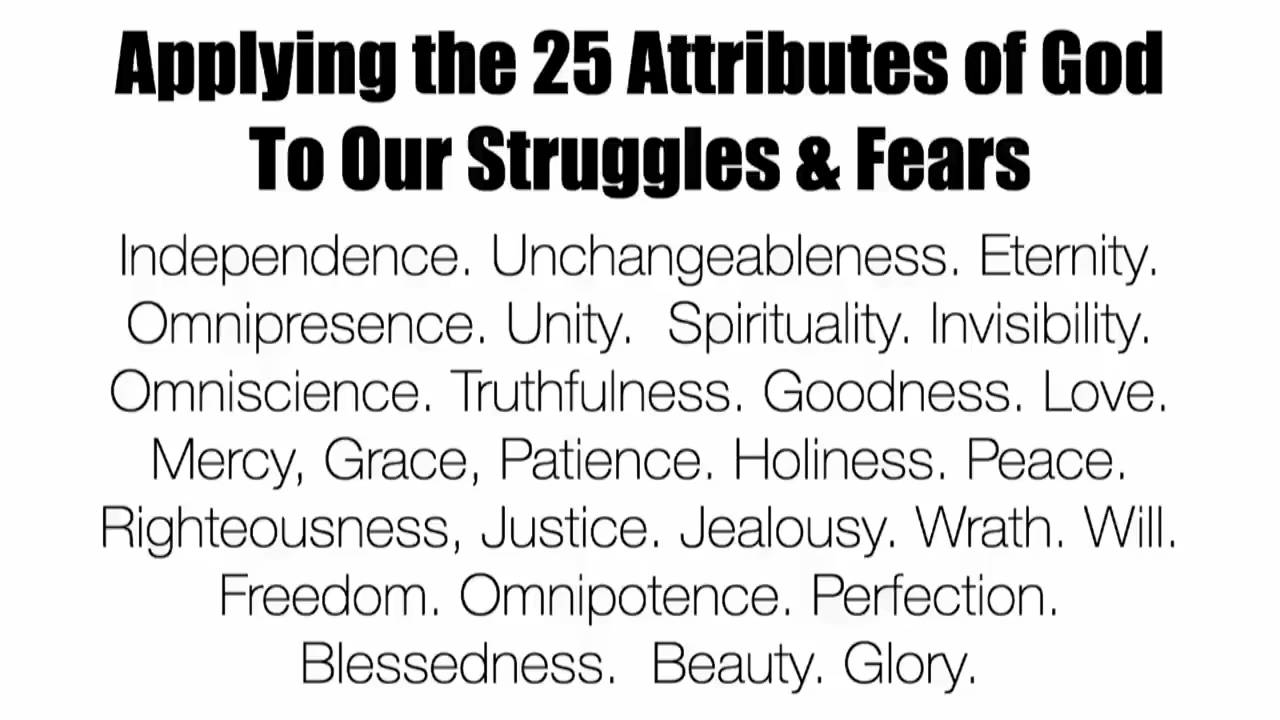 Applying the 25 Attributes of God
To Our Struggles & Fears
Independence. Unchangeableness. Eternity.
Omnipresence. Unity. Spirituality. Invisibility.
Omniscience. Truthfulness. Goodness. Love.
Mercy, Grace, Patience. Holiness. Peace.
Righteousness, Justice. Jealousy. Wrath. Will.
Freedom. Omnipotence. Perfection.
Blessedness. Beauty. Glory.